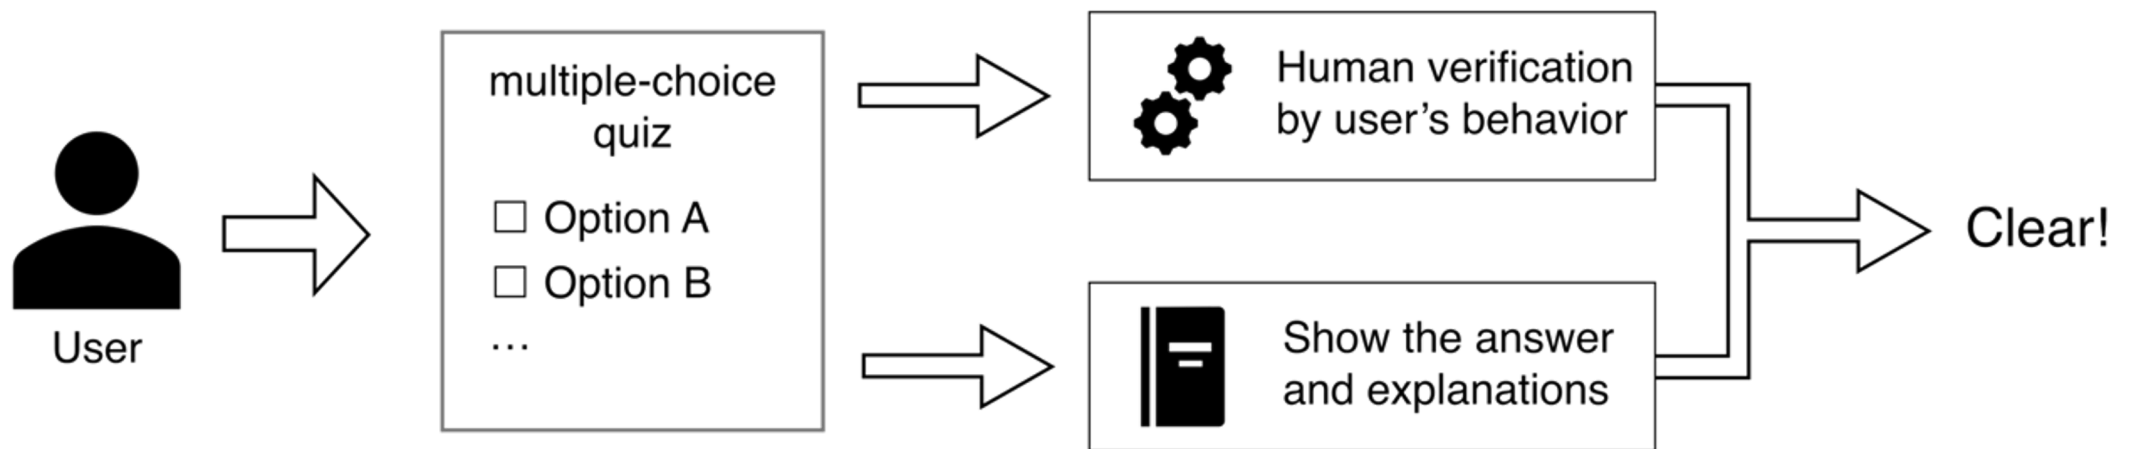 User
multiple-choice
quiz
Option A
Option B
...
Human verification
by user's behavior
Show the answer
and explanations
Clear!